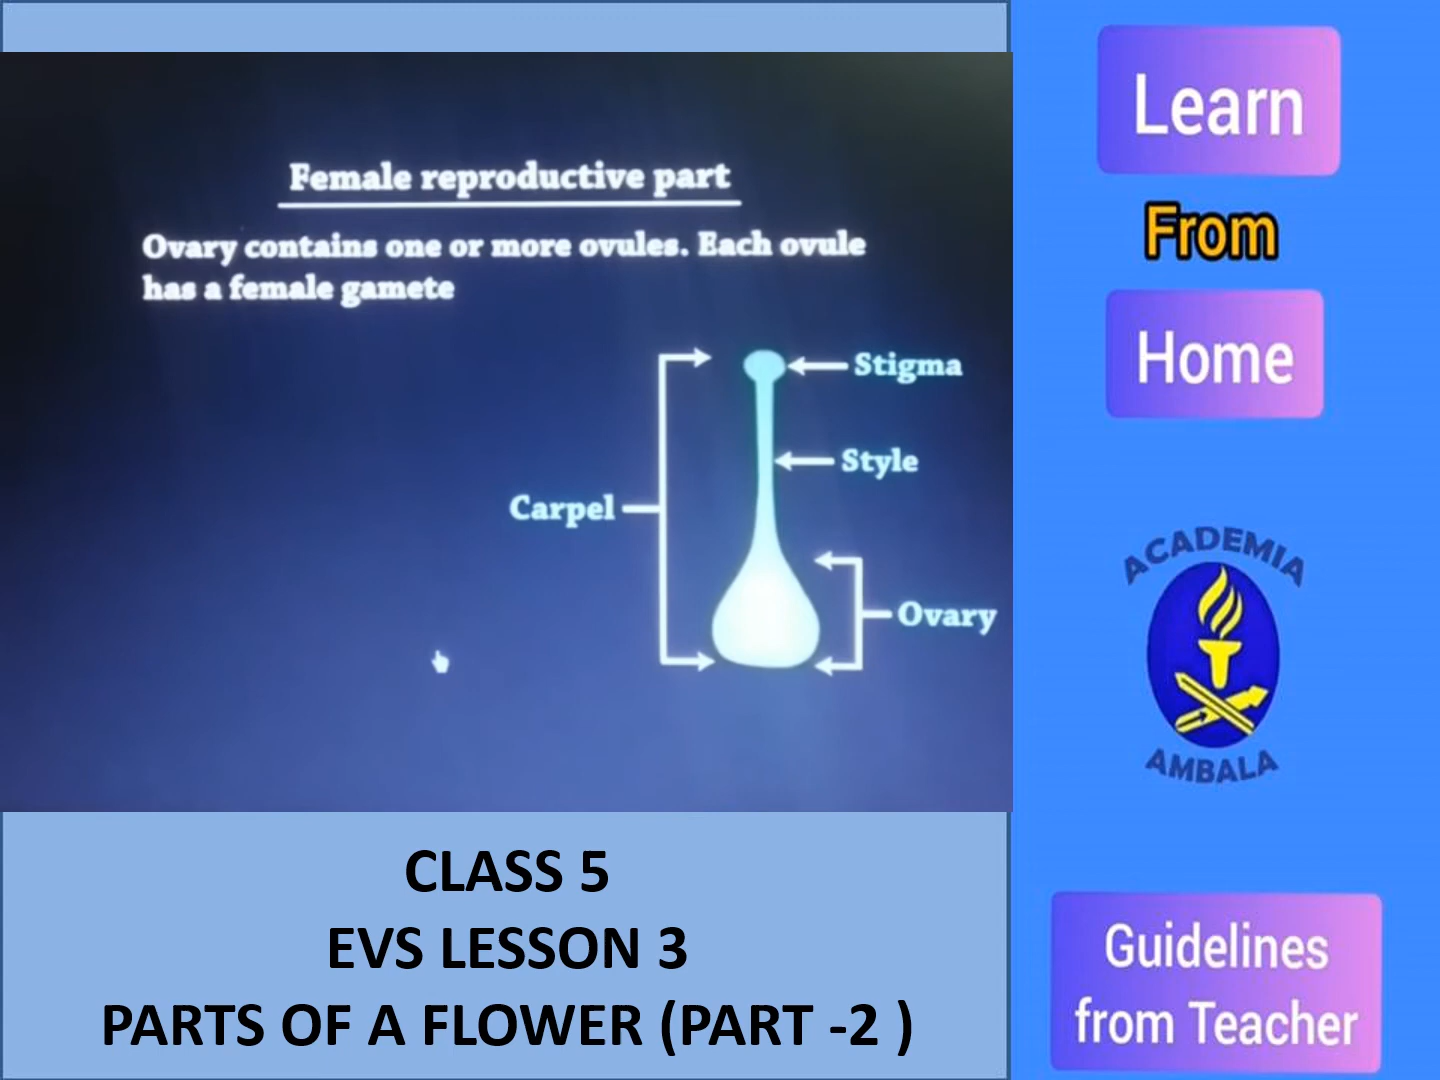 Female reproductive part
Ovary contains one or more ovules. Each ovule
has a female gamete
Stigma
Style
Carpel
Ovary
CLASS 5
EVS LESSON 3
PARTS OF A FLOWER (PART -2 )
Learn
From
Home
ACADEMIA
AMBALA
Guidelines
from Teacher